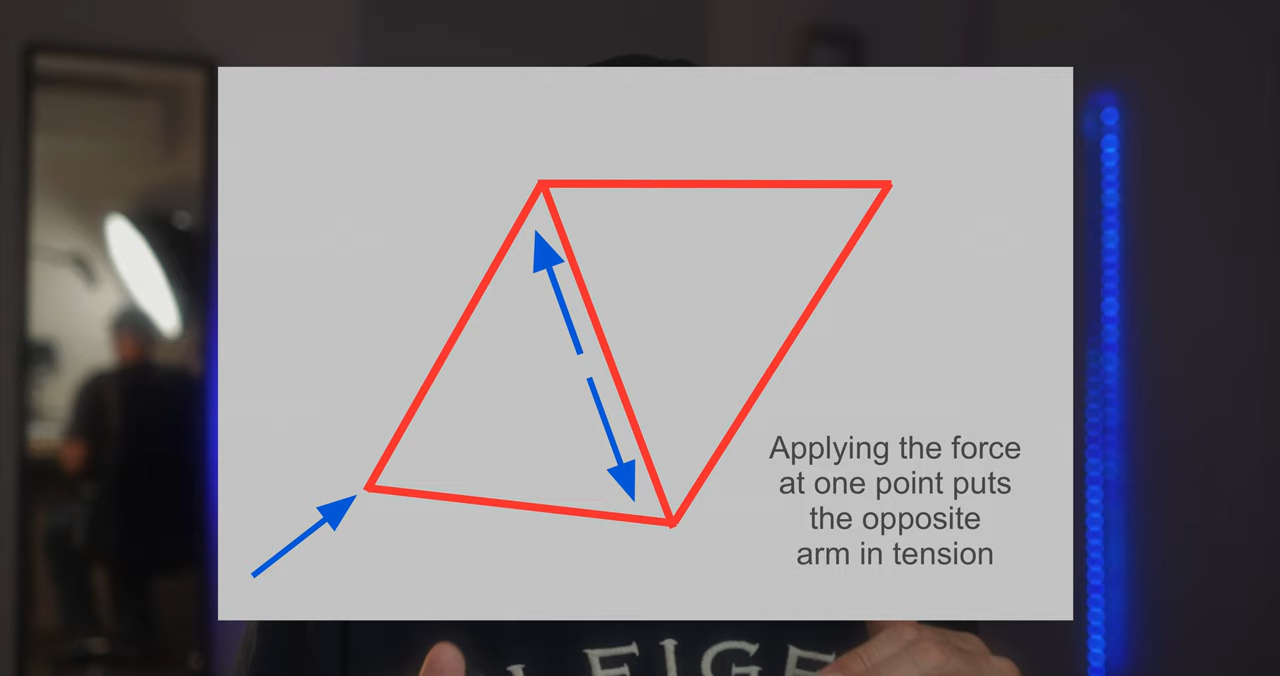 Applying the force
at one point puts
the opposite
arm in tension